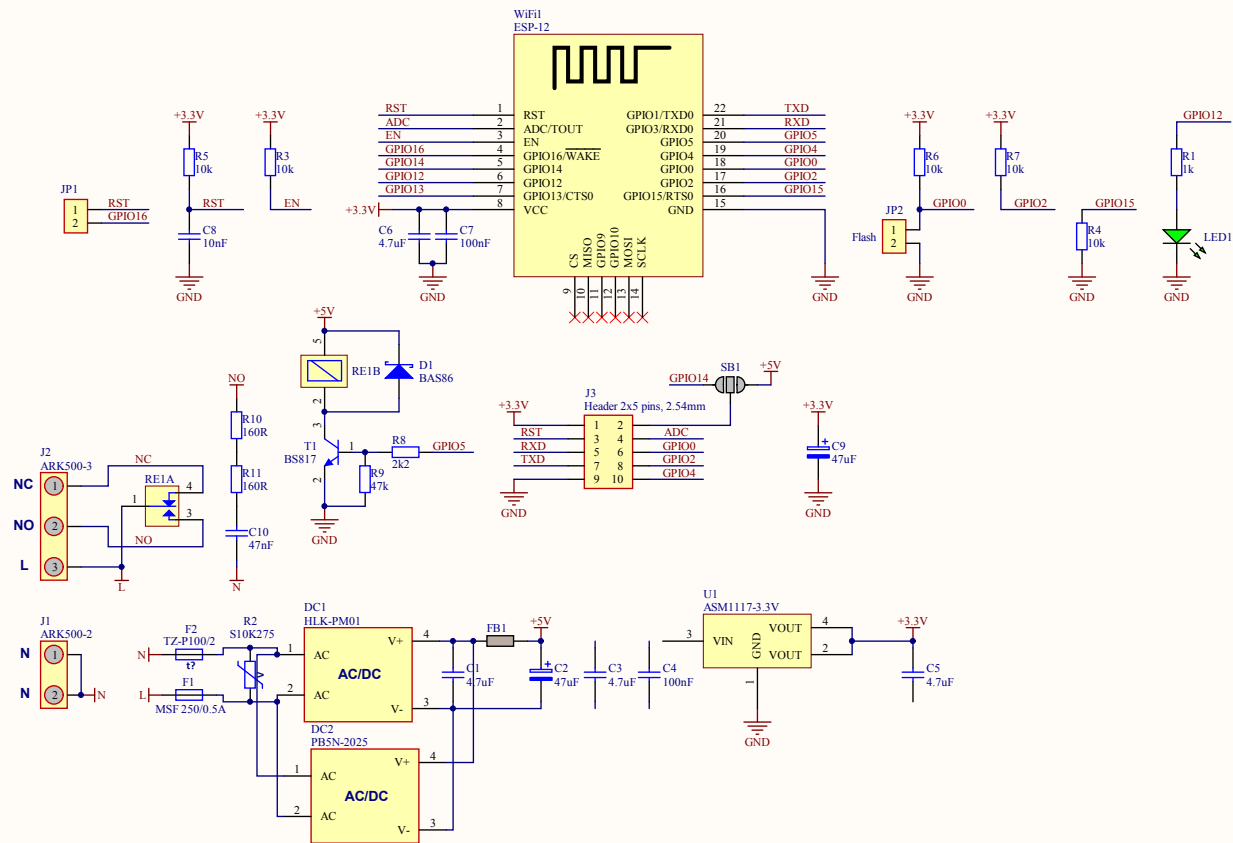 WiFi1
ESP-12
RST 1 RST GPIO1/TXD0 22 TXD
ADC 2 ADC/TOUT GPIO3/RXD0 21 RXD
EN 3 EN GPIO5 20 GPIO5
GPIO16 4 GPIO16/WAKE GPIO4 19 GPIO4
GPIO14 5 GPIO14 GPIO0 18 GPIO0
GPIO12 6 GPIO12 GPIO2 17 GPIO2
GPIO13 7 GPIO13/CTS0 GPIO15/RTS0 16 GPIO15
+3.3V 8 VCC GND 15
CS MISO GPIO9 GPIO10 MOSI SCLK
9 10 11 12 13 14
C6
4.7uF
C7
100nF
GND
GND
JP1
1 RST
2 GPIO16
+3.3V
R5
10k
RST
C8
10nF
GND
+3.3V
R3
10k
EN
+3.3V
R6
10k
GPIO0
JP2
Flash
1
2
GND
+3.3V
R7
10k
GPIO2
GPIO15
R4
10k
GND
GPIO12
R1
1k
LED1
GND
+5V
5
RE1B
2
D1
BAS86
3
T1
BS817
1
2
R8
2k2
GPIO5
R9
47k
GND
NO
R10
160R
R11
160R
C10
47nF
N
J2
ARK500-3
NC 1 NC
NO 2 NO
L 3 L
RE1A
1
4
3
GPIO14
SB1
+5V
J3
Header 2x5 pins, 2.54mm
+3.3V 1 2
RST 3 4 ADC
RXD 5 6 GPIO0
TXD 7 8 GPIO2
9 10 GPIO4
GND
+3.3V
C9
47uF
GND
J1
ARK500-2
N 1
N 2 N
F2
TZ-P100/2
N
t?
L
F1
MSF 250/0.5A
R2
S10K275
DC1
HLK-PM01
1 AC V+ 4
AC/DC
2 AC V- 3
DC2
PB5N-2025
1 AC V+ 4
AC/DC
2 AC V- 3
C1
4.7uF
FB1
+5V
C2
47uF
C3
4.7uF
C4
100nF
U1
ASM1117-3.3V
3 VIN GND VOUT 4
VOUT 2
1
GND
+3.3V
C5
4.7uF